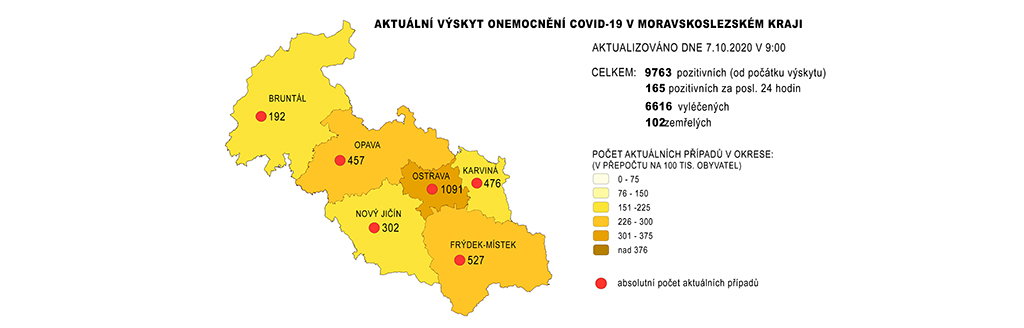 AKTUÁLNÍ VÝSKYT ONEMOCNĚNÍ COVID-19 V MORAVSKOSLEZSKÉM KRAJI
AKTUALIZOVÁNO DNE 7.10.2020 V 9:00
CELKEM: 9763 pozitivních (od počátku výskytu)
165 pozitivních za posl. 24 hodin
6616 vyléčených
102zemřelých
BRUNTÁL
192
OPAVA
457
OSTRAVA
1091
KARVINÁ
476
NOVÝ JIČÍN
302
FRÝDEK-MÍSTEK
527
POČET AKTUÁLNÍCH PŘÍPADŮ V OKRESE:
(V PŘEPOČTU NA 100 TIS. OBYVATEL)
0 - 75
76 - 150
151 -225
226 - 300
301 - 375
nad 376
absolutní počet aktuálních případů